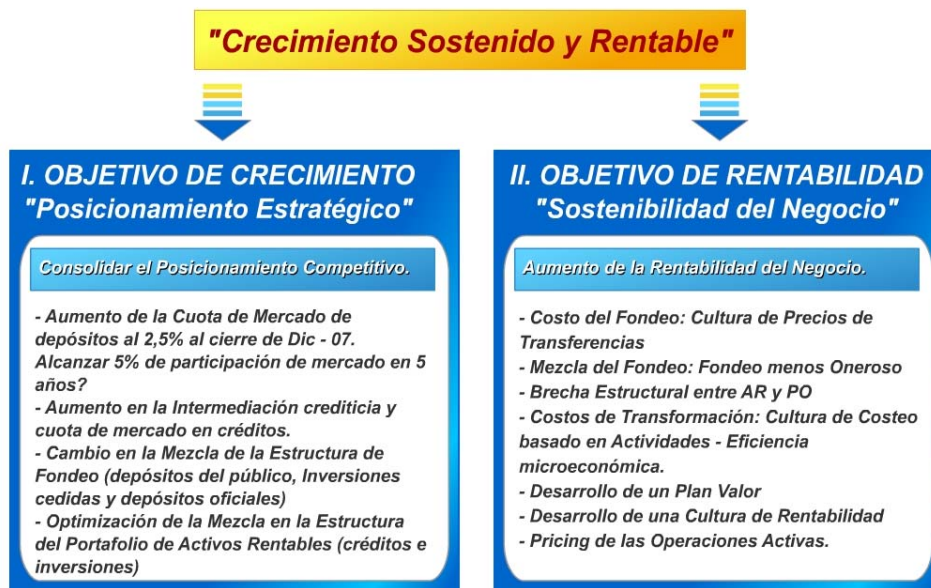 "Crecimiento Sostenido y Rentable"
I. OBJETIVO DE CRECIMIENTO
"Posicionamiento Estratégico"
Consolidar el Posicionamiento Competitivo.
- Aumento de la Cuota de Mercado de
depósitos al 2,5% al cierre de Dic - 07.
Alcanzar 5% de participación de mercado en 5
años?
- Aumento en la Intermediación crediticia y
cuota de mercado en créditos.
- Cambio en la Mezcla de la Estructura de
Fondeo (depósitos del público, Inversiones
cedidas y depósitos oficiales)
- Optimización de la Mezcla en la Estructura
del Portafolio de Activos Rentables (créditos e
inversiones)
II. OBJETIVO DE RENTABILIDAD
"Sostenibilidad del Negocio"
Aumento de la Rentabilidad del Negocio.
- Costo del Fondeo: Cultura de Precios de
Transferencias
- Mezcla del Fondeo: Fondeo menos Oneroso
- Brecha Estructural entre AR y PO
- Costos de Transformación: Cultura de Costeo
basado en Actividades - Eficiencia
microeconómica.
- Desarrollo de un Plan Valor
- Desarrollo de una Cultura de Rentabilidad
- Pricing de las Operaciones Activas.